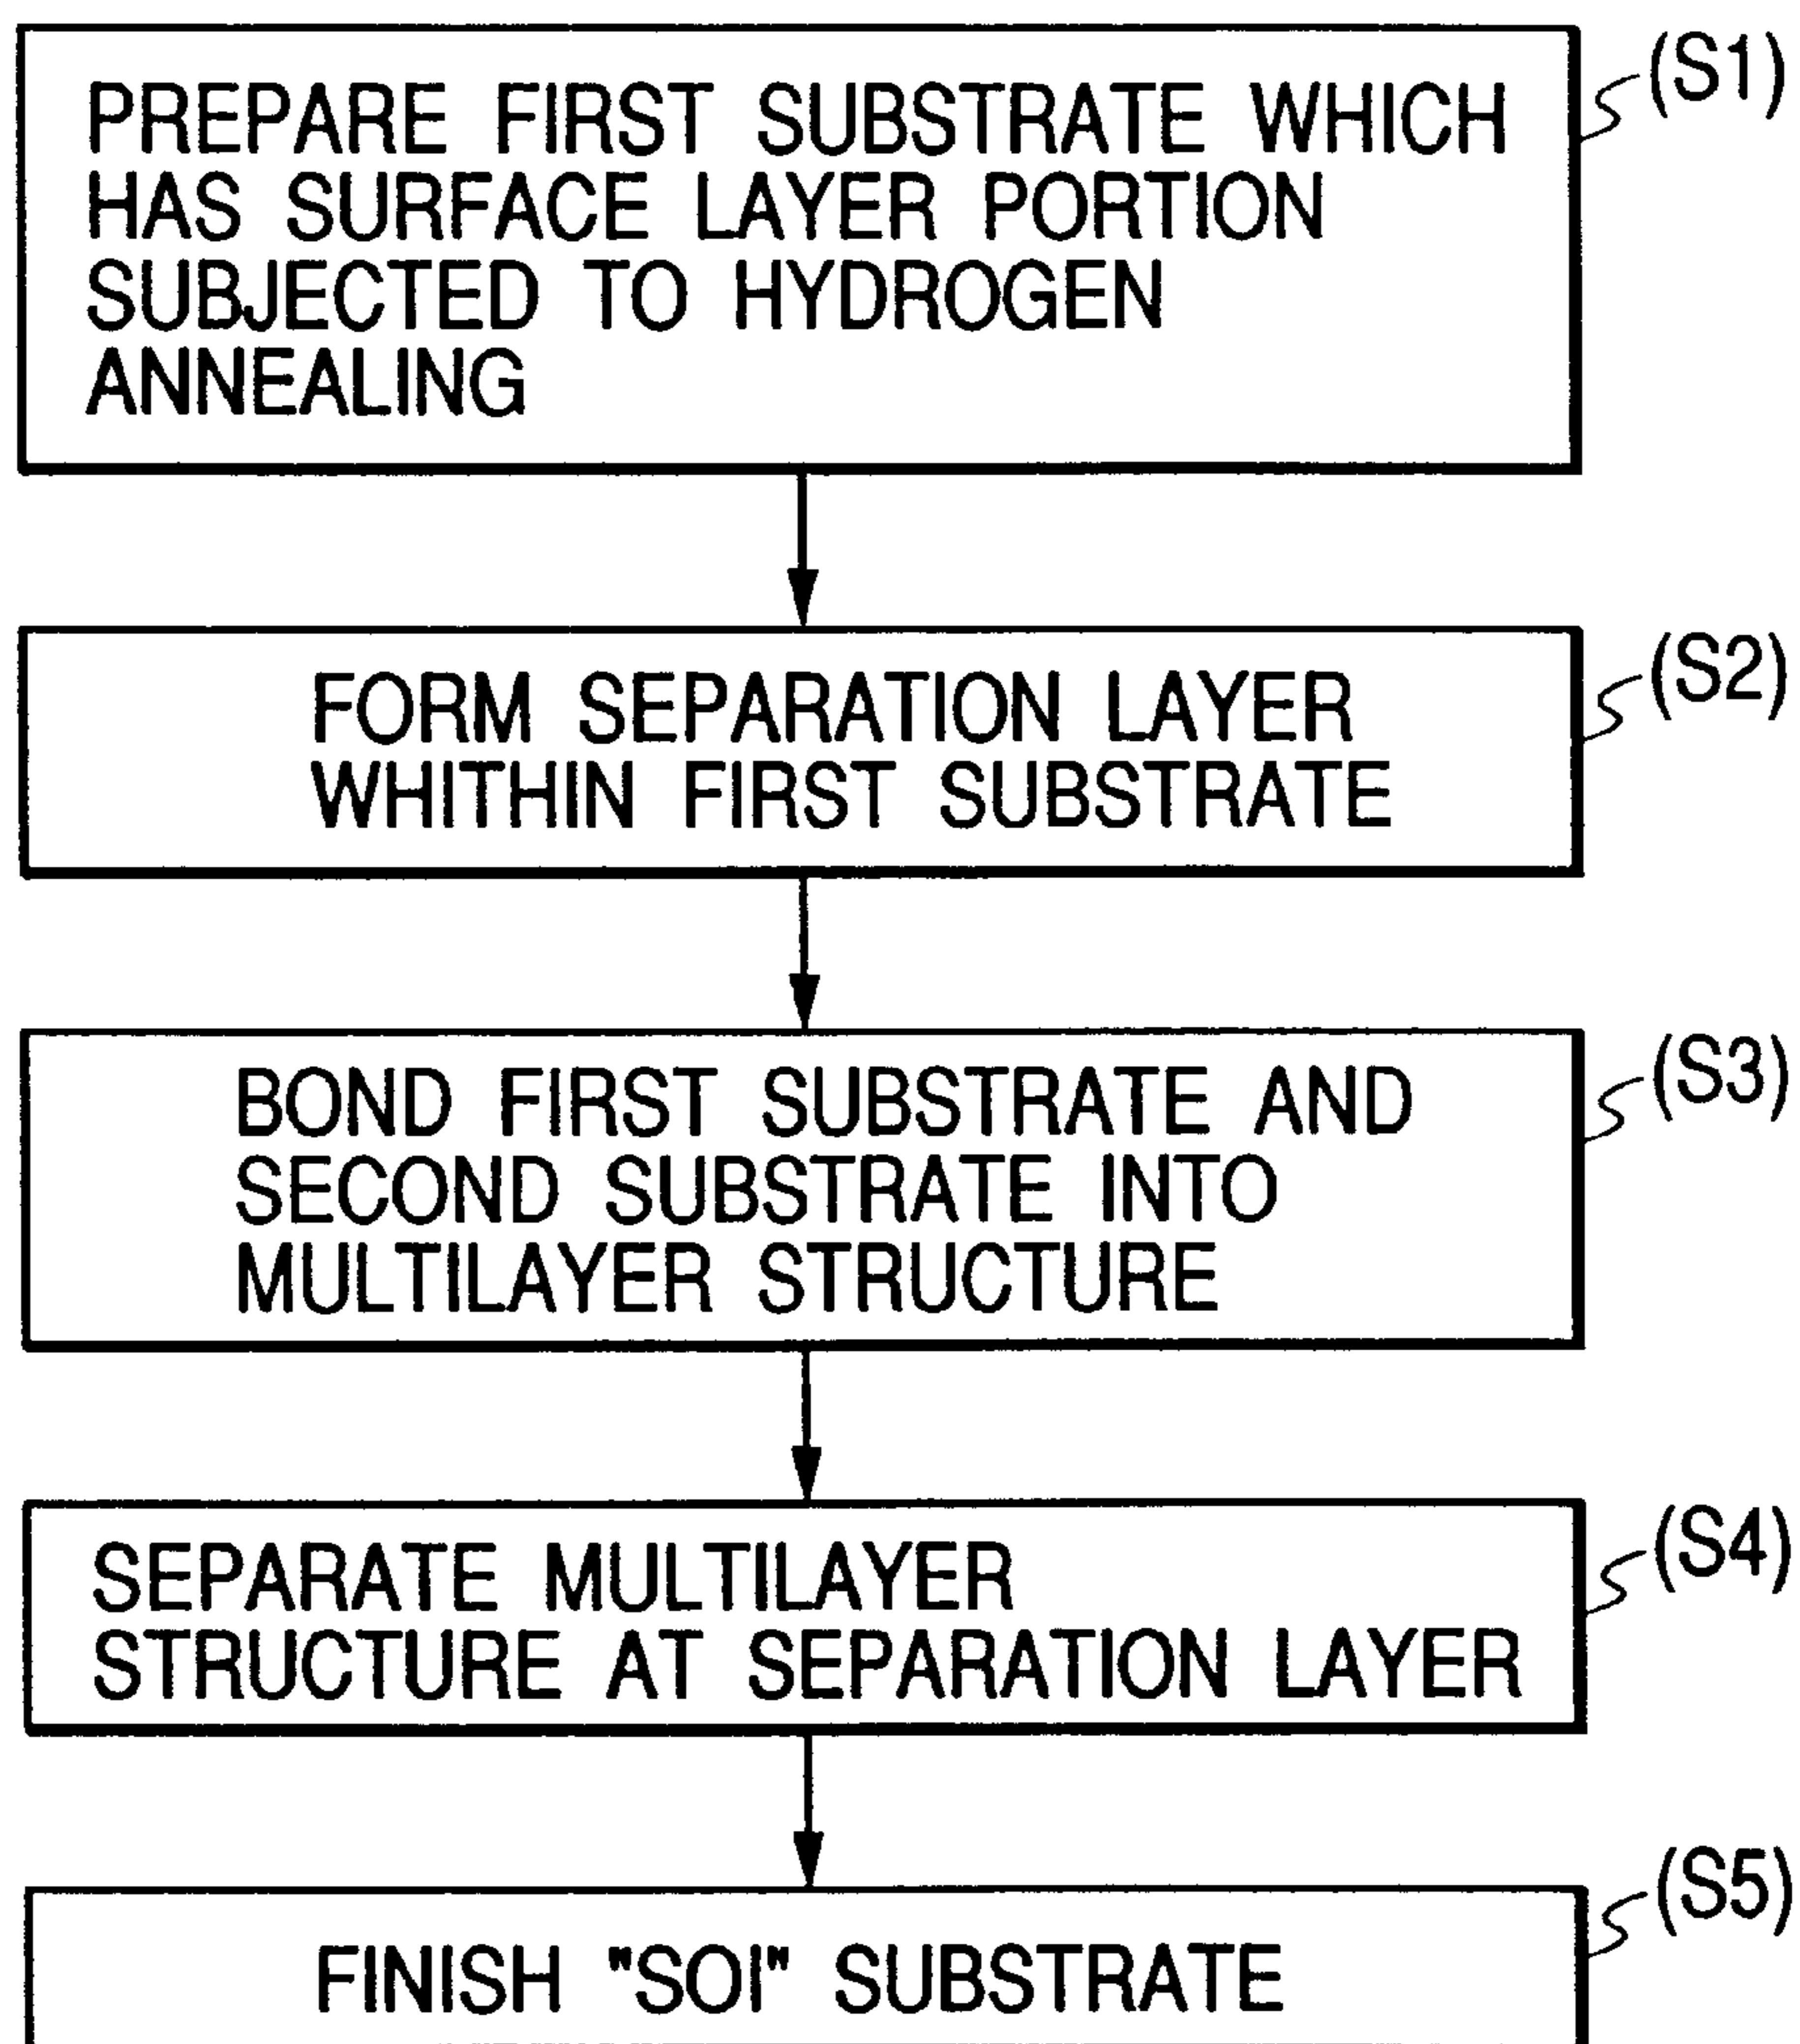 (S1)
PREPARE FIRST SUBSTRATE WHICH
HAS SURFACE LAYER PORTION
SUBJECTED TO HYDROGEN
ANNEALING
(S2)
FORM SEPARATION LAYER
WHITHIN FIRST SUBSTRATE
(S3)
BOND FIRST SUBSTRATE AND
SECOND SUBSTRATE INTO
MULTILAYER STRUCTURE
(S4)
SEPARATE MULTILAYER
STRUCTURE AT SEPARATION LAYER
(S5)
FINISH "SOI" SUBSTRATE